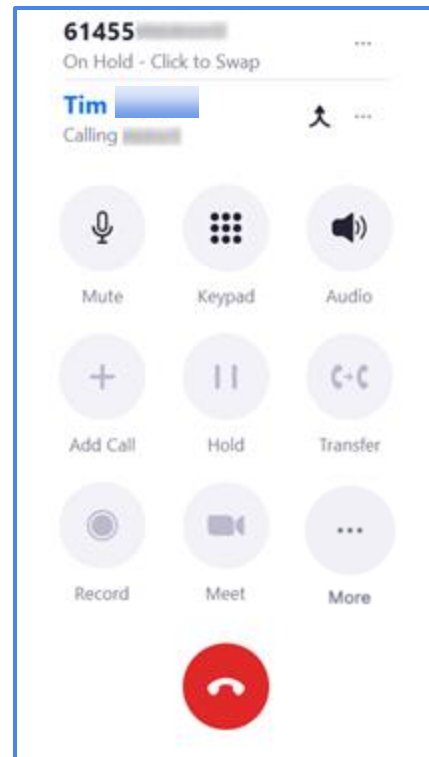 61455
On Hold - Click to Swap
Tim
Calling
Mute Keypad Audio
Add Call Hold Transfer
Record Meet More